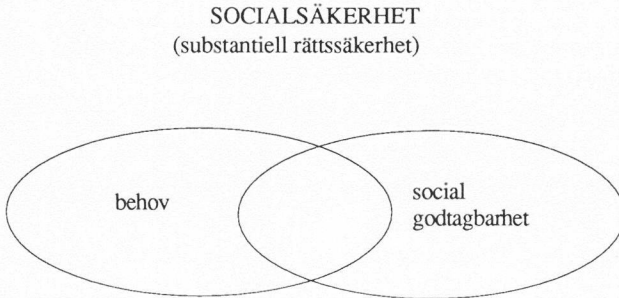 SOCIALSÄKERHET
(substantiell rättssäkerhet)
behov
social
godtagbarhet